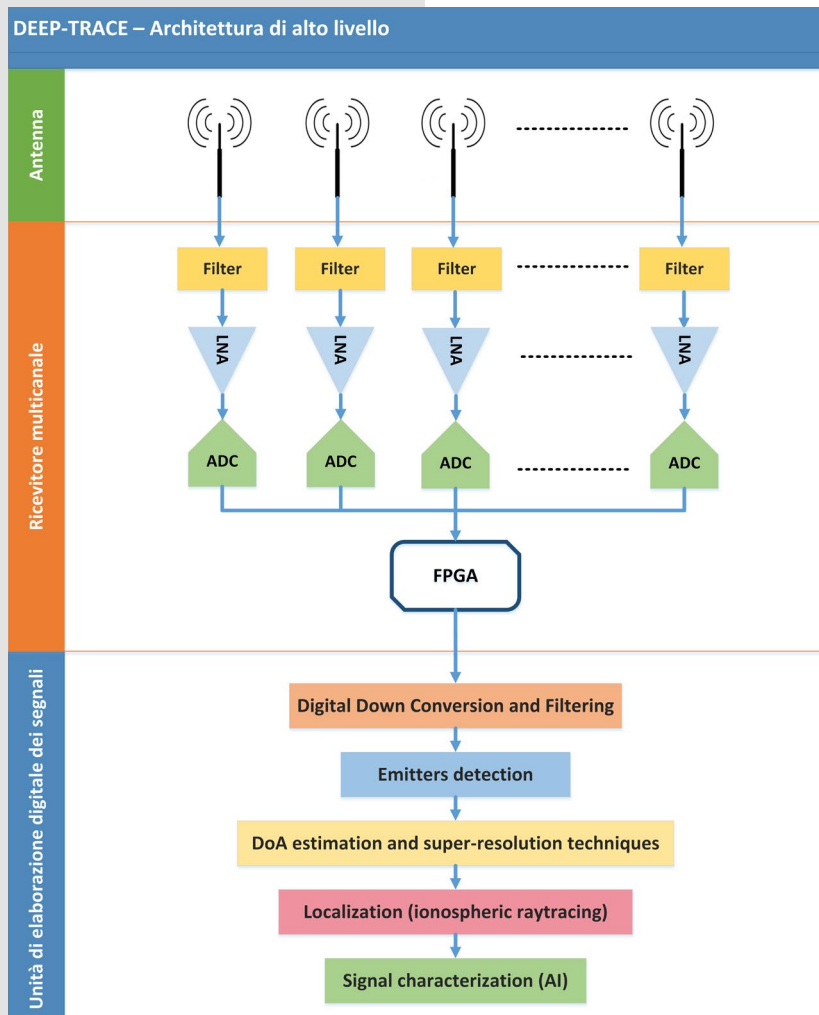 DEEP-TRACE – Architettura di alto livello
Antenna
Ricevitore multicanale
Filter
Filter
Filter
Filter
LNA
LNA
LNA
LNA
ADC
ADC
ADC
ADC
FPGA
Unità di elaborazione digitale dei segnali
Digital Down Conversion and Filtering
Emitters detection
DoA estimation and super-resolution techniques
Localization (ionospheric raytracing)
Signal characterization (AI)